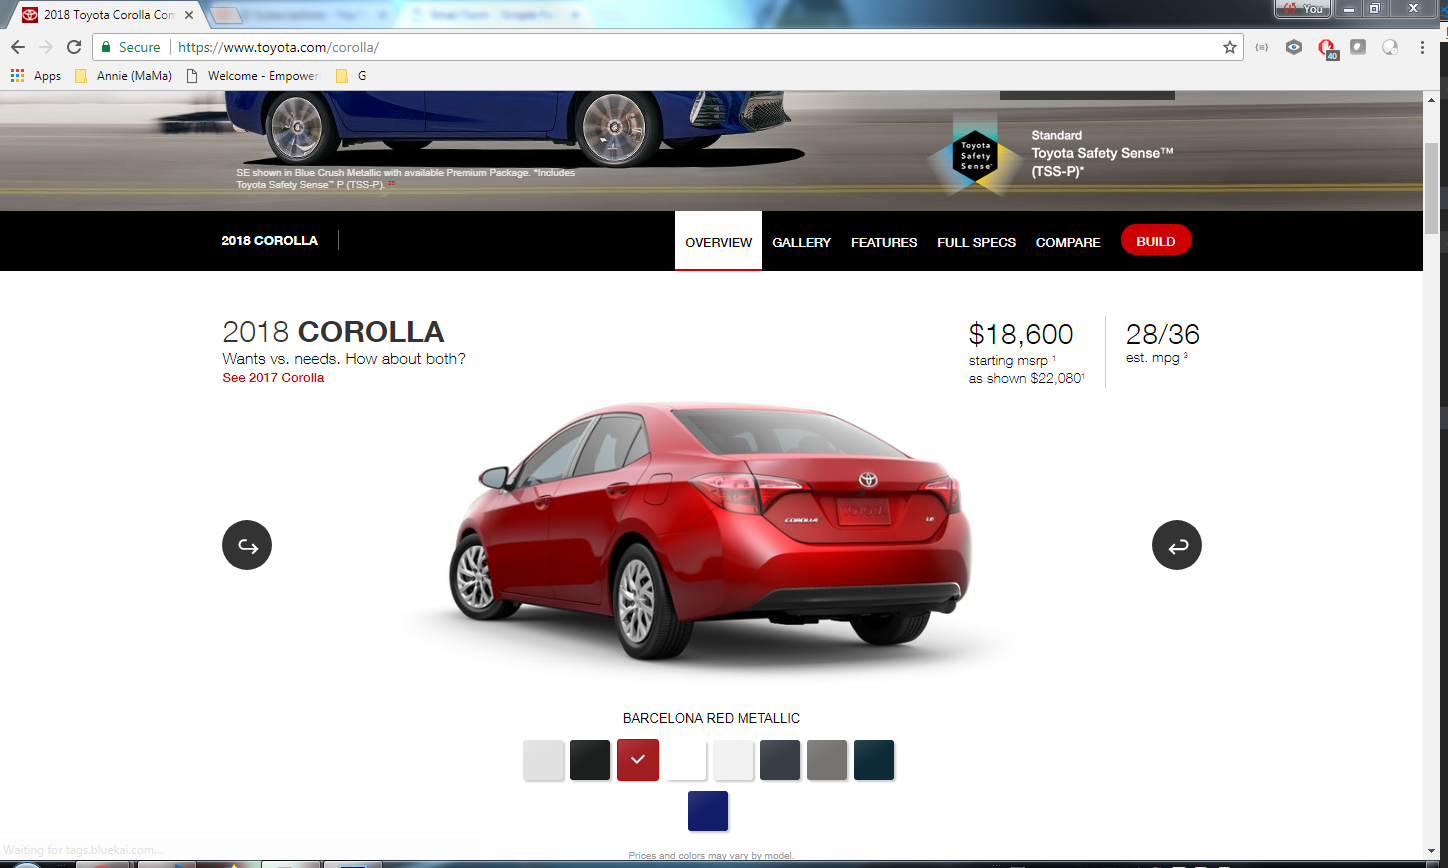 2018 Toyota Corolla Com
You
Secure
https://www.toyota.com/corolla/
40
Apps
Annie (MaMa)
Welcome - Empower
G
Toyota
Safety
Sense
Standard
Toyota Safety Sense™
(TSS-P)*
SE shown in Blue Crush Metallic with available Premium Package. *Includes
Toyota Safety Sense™ P (TSS-P).
2018 COROLLA
OVERVIEW
GALLERY
FEATURES
FULL SPECS
COMPARE
BUILD
2018 COROLLA
Wants vs. needs. How about both?
See 2017 Corolla
$18,600
starting msrp 1
as shown $22,080 1
28/36
est. mpg 3
COROLLA
TOYOTA
LE
BARCELONA RED METALLIC
Prices and colors may vary by model.
Waiting for tags.bluekai.com...